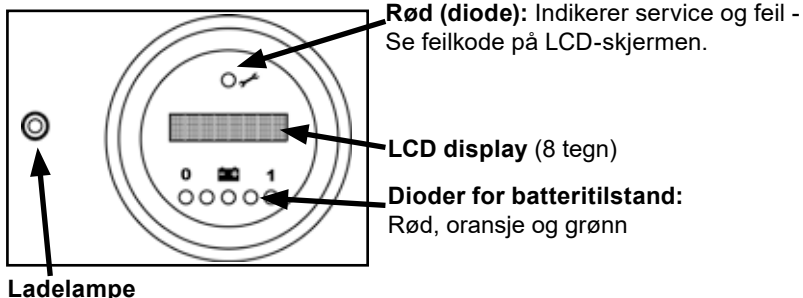 Rød (diode): Indikerer service og feil -
Se feilkode på LCD-skjermen.
LCD display (8 tegn)
0 1
Dioder for batteritilstand:
Rød, oransje og grønn
Ladelampe